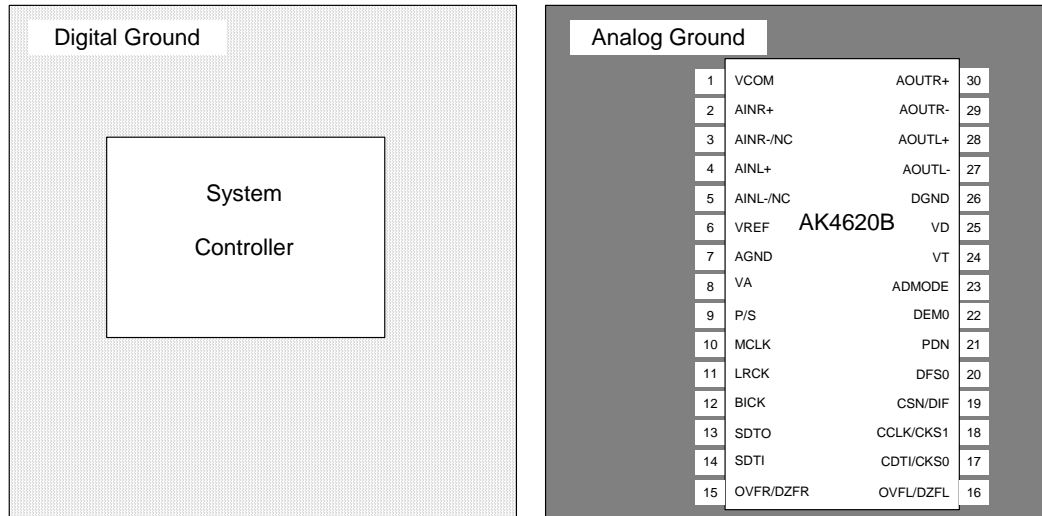 Digital Ground
System
Controller
Analog Ground
1 VCOM AOUTR+ 30
2 AINR+ AOUTR- 29
3 AINR-/NC AOUTL+ 28
4 AINL+ AOUTL- 27
5 AINL-/NC DGND 26
6 VREF AK4620B VD 25
7 AGND VT 24
8 VA ADMODE 23
9 P/S DEM0 22
10 MCLK PDN 21
11 LRCK DFS0 20
12 BICK CSN/DIF 19
13 SDTO CCLK/CKS1 18
14 SDTI CDTI/CKS0 17
15 OVFR/DZFR OVFL/DZFL 16